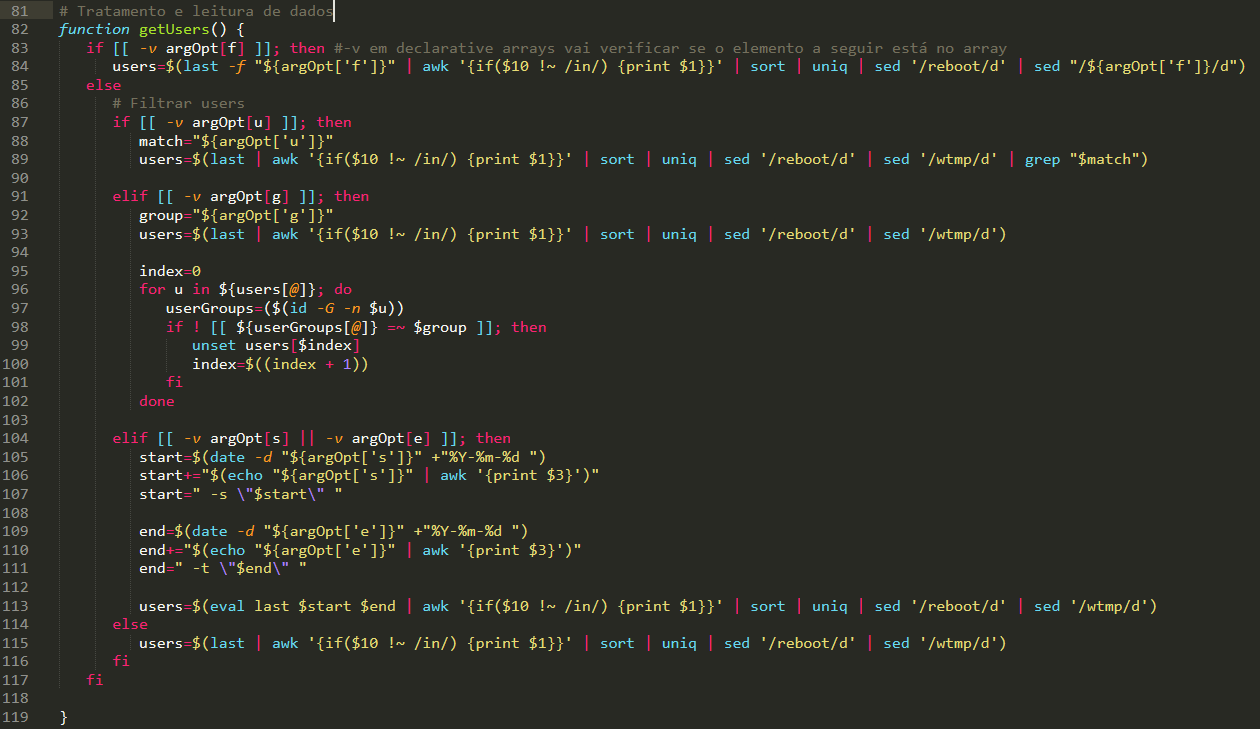 81 # Tratamento e leitura de dados
82 function getUsers() {
83 if [[ -v argOpt[f] ]]; then #-v em declarative arrays vai verificar se o elemento a seguir está no array
84 users=$(last -f "${argOpt['f']}" | awk '{if($10 !~ /in/) {print $1}}' | sort | uniq | sed '/reboot/d' | sed "/${argOpt['f']}/d")
85 else
86 # Filtrar users
87 if [[ -v argOpt[u] ]]; then
88 match="${argOpt['u']}"
89 users=$(last | awk '{if($10 !~ /in/) {print $1}}' | sort | uniq | sed '/reboot/d' | sed '/wtmp/d' | grep "$match")
90
91 elif [[ -v argOpt[g] ]]; then
92 group="${argOpt['g']}"
93 users=$(last | awk '{if($10 !~ /in/) {print $1}}' | sort | uniq | sed '/reboot/d' | sed '/wtmp/d')
94
95 index=0
96 for u in ${users[@]}; do
97 userGroups=($(id -G -n $u))
98 if ! [[ ${userGroups[@]} =~ $group ]]; then
99 unset users[$index]
100 index=$((index + 1))
101 fi
102 done
103
104 elif [[ -v argOpt[s] || -v argOpt[e] ]]; then
105 start=$(date -d "${argOpt['s']}" +"%Y-%m-%d ")
106 start+="$(echo "${argOpt['s']}" | awk '{print $3}')"
107 start=" -s \"$start\" "
108
109 end=$(date -d "${argOpt['e']}" +"%Y-%m-%d ")
110 end+="$(echo "${argOpt['e']}" | awk '{print $3}')"
111 end=" -t \"$end\" "
112
113 users=$(eval last $start $end | awk '{if($10 !~ /in/) {print $1}}' | sort | uniq | sed '/reboot/d' | sed '/wtmp/d')
114 else
115 users=$(last | awk '{if($10 !~ /in/) {print $1}}' | sort | uniq | sed '/reboot/d' | sed '/wtmp/d')
116 fi
117 fi
118
119 }